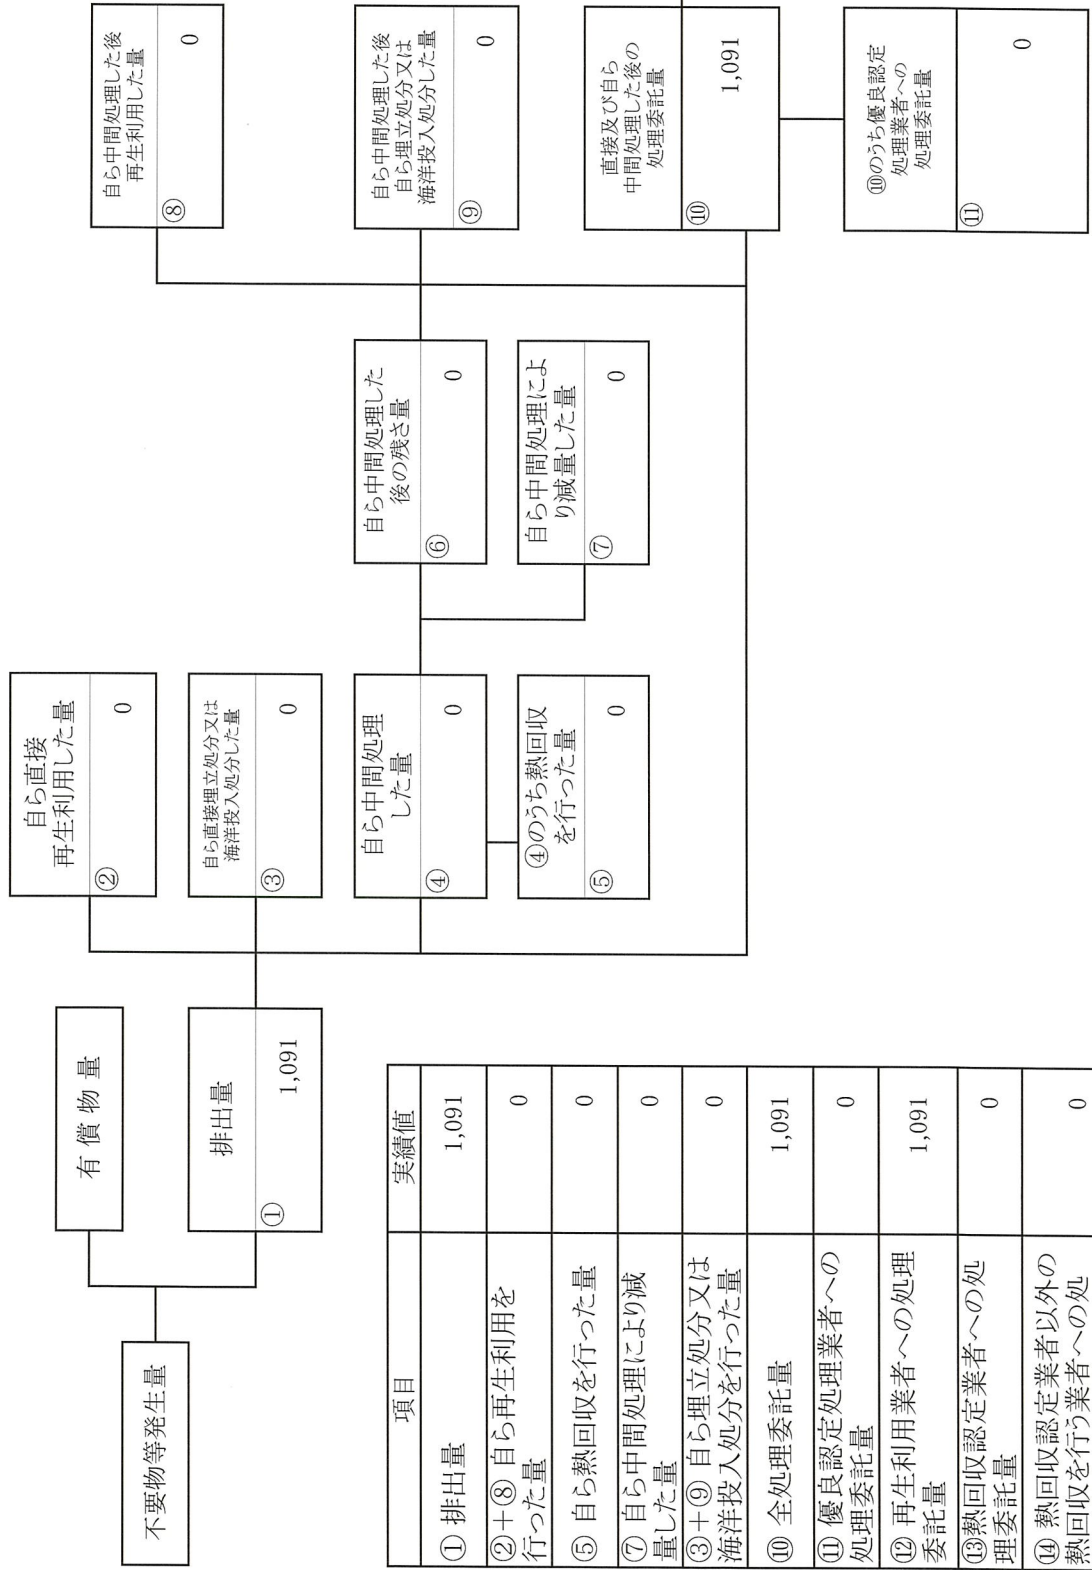 不要物等発生量
有償物量
排出量
①
1,091
自ら直接
再生利用した量
②
0
自ら直接埋立処分又は
海洋投入処分した量
③
0
自ら中間処理
した量
④
0
④のうち熱回収
を行った量
⑤
0
自ら中間処理した
後の残さ量
⑥
0
自ら中間処理によ
り減量した量
⑦
0
自ら中間処理した後
再生利用した量
⑧
0
自ら中間処理した後
自ら埋立処分又は
海洋投入処分した量
⑨
0
直接及び自ら
中間処理した後の
処理委託量
⑩
1,091
⑩のうち優良認定
処理業者への
処理委託量
⑪
0
項目 実績値
① 排出量 1,091
②+⑧ 自ら再生利用を
行った量 0
⑤ 自ら熱回収を行った量 0
⑦ 自ら中間処理により減
量した量 0
③+⑨ 自ら埋立処分又は
海洋投入処分を行った量 0
⑩ 全処理委託量 1,091
⑪ 優良認定処理業者への
処理委託量 0
⑫ 再生利用業者への処理
委託量 1,091
⑬熱回収認定業者への処
理委託量 0
⑭ 熱回収認定業者以外の
熱回収を行う業者への処 0